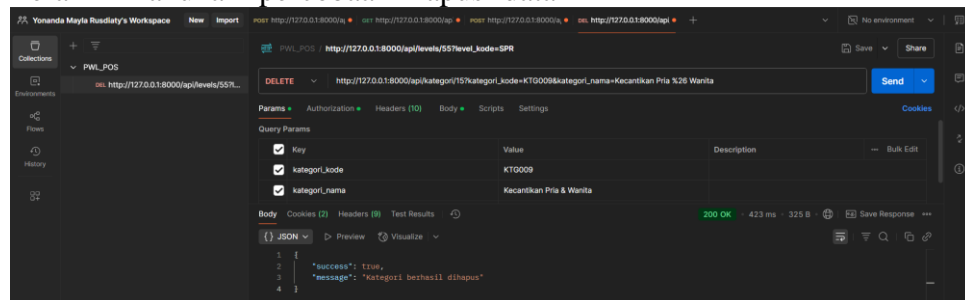 Yonanda Mayla Rusdiaty's Workspace New Import
POST http://127.0.0.1:8000/a GET http://127.0.0.1:8000/api POST http://127.0.0.1:8000/a DEL http://127.0.0.1:8000/api + No environment
Collections
Environments
Flows
History
PWL_POS
DEL http://127.0.0.1:8000/api/levels/55?l...
PWL_POS / http://127.0.0.1:8000/api/levels/55?level_kode=SPR Save Share
DELETE http://127.0.0.1:8000/api/kategori/15?kategori_kode=KTG009&kategori_nama=Kecantikan Pria %26 Wanita Send
Params Authorization Headers (10) Body Scripts Settings Cookies
Query Params
Key Value Description ... Bulk Edit
kategori_kode KTG009
kategori_nama Kecantikan Pria & Wanita
Body Cookies (2) Headers (9) Test Results 200 OK 423 ms 325 B Save Response
{} JSON Preview Visualize
1 {
2 "success": true,
3 "message": "Kategori berhasil dihapus"
4 }